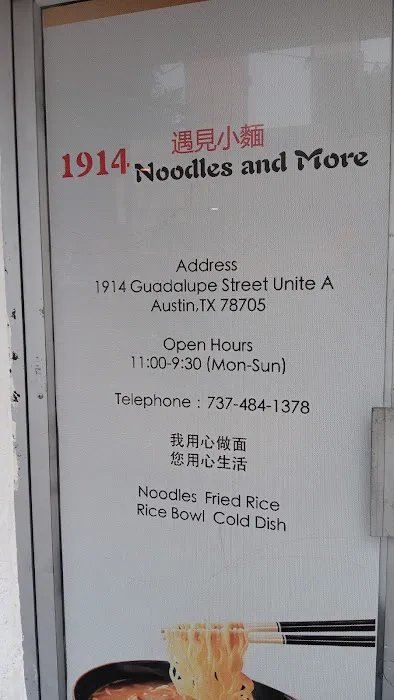 遇見小麵
1914 Noodles and More
Address
1914 Guadalupe Street Unite A
Austin,TX 78705
Open Hours
11:00-9:30 (Mon-Sun)
Telephone : 737-484-1378
我用心做面
您用心生活
Noodles Fried Rice
Rice Bowl Cold Dish